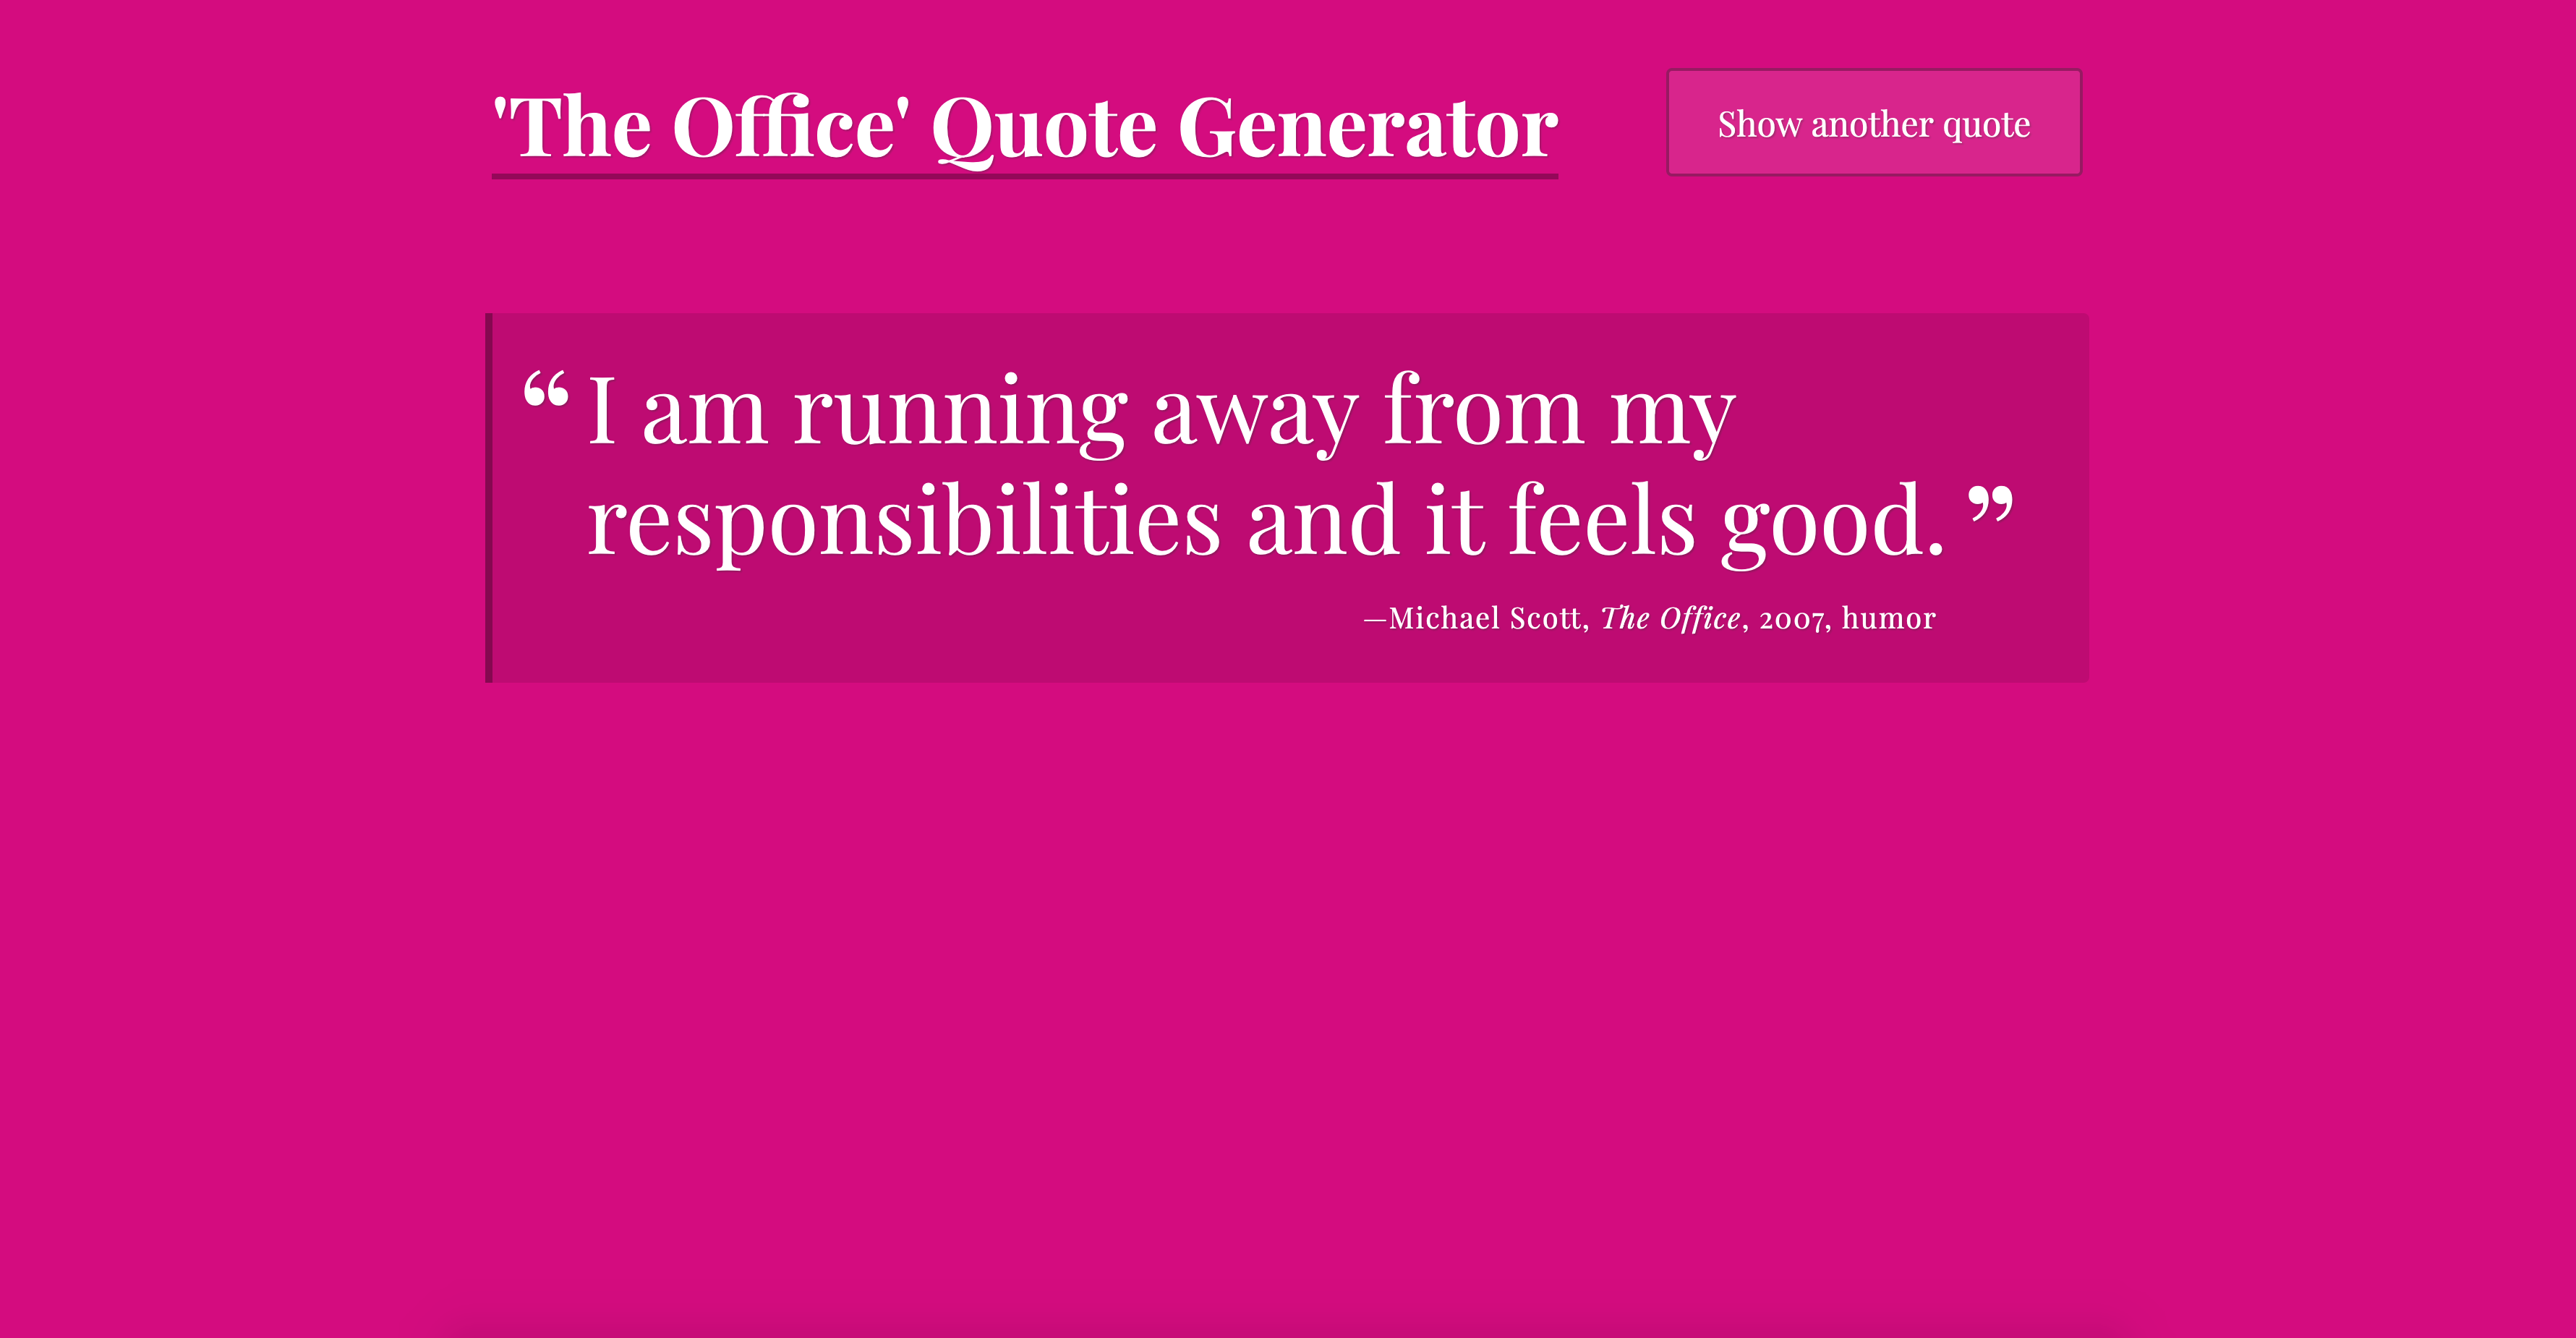 'The Office' Quote Generator
Show another quote
“ I am running away from my
responsibilities and it feels good. ”
—Michael Scott, The Office, 2007, humor